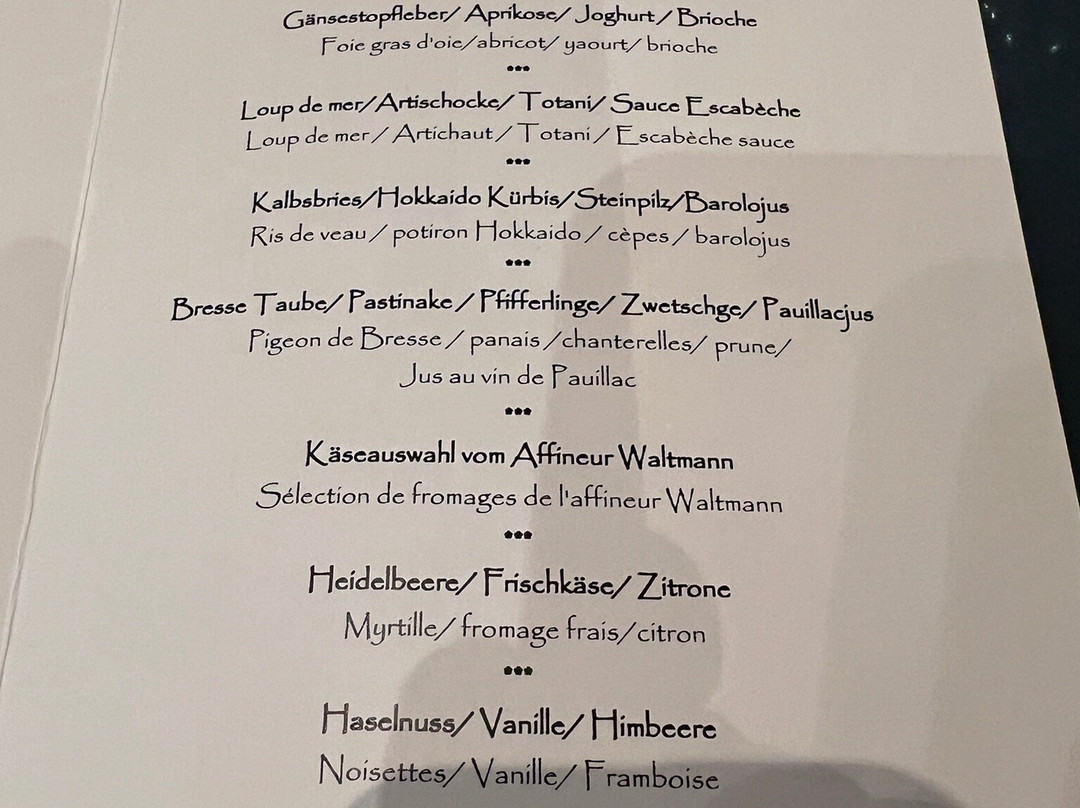 Gänsestopfleber/ Aprikose/ Joghurt/ Brioche
Foie gras d'oie/abricot/ yaourt/ brioche
•••
Loup de mer/Artischocke/ Totani/ Sauce Escabèche
Loup de mer/ Artichaut/ Totani/ Escabèche sauce
•••
Kalbsbries/Hokkaido Kürbis/Steinpilz/Barolojus
Ris de veau/ potiron Hokkaido/ cèpes/ barolojus
•••
Bresse Taube/ Pastinake/ Pfifferlinge/ Zwetschge/ Pauillacjus
Pigeon de Bresse/ panais/chanterelles/ prune/
Jus au vin de Pauillac
•••
Käseauswahl vom Affineur Waltmann
Sélection de fromages de l'affineur Waltmann
•••
Heidelbeere/ Frischkäse/ Zitrone
Myrtille/ fromage frais/citron
•••
Haselnuss/ Vanille/ Himbeere
Noisettes/ Vanille/ Framboise